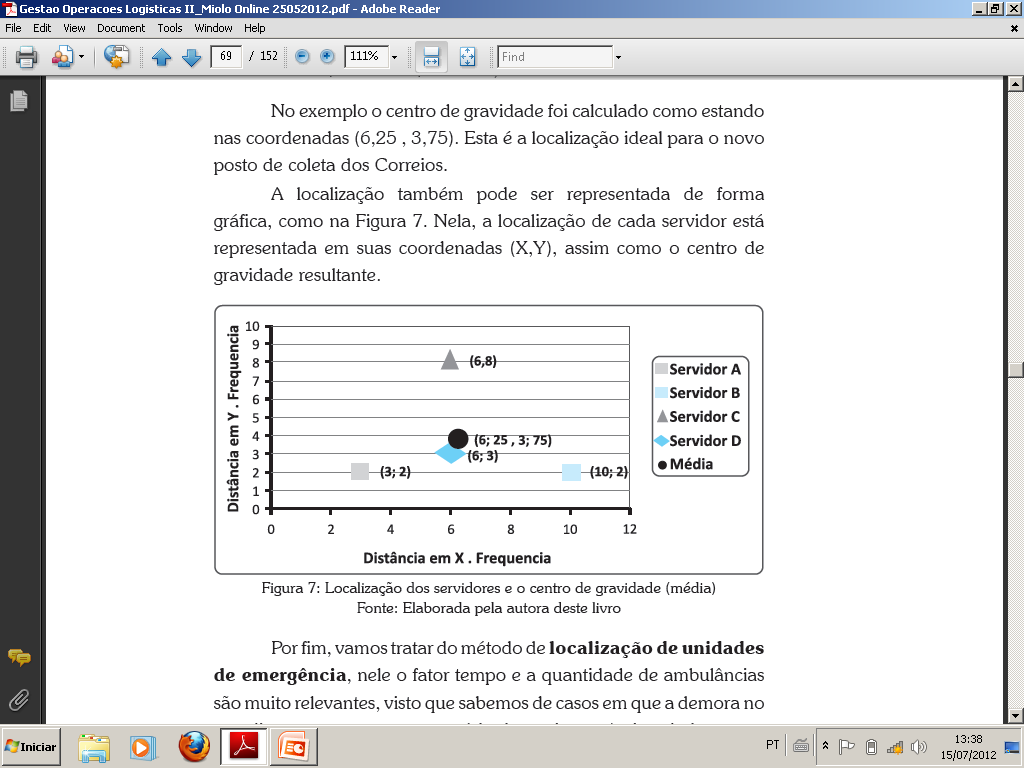 Gestao Operacoes Logisticas II_Miolo Online 25052012.pdf - Adobe Reader
File Edit View Document Tools Window Help
69 / 152 111% Find
No exemplo o centro de gravidade foi calculado como estando
nas coordenadas (6,25 , 3,75). Esta é a localização ideal para o novo
posto de coleta dos Correios.
A localização também pode ser representada de forma
gráfica, como na Figura 7. Nela, a localização de cada servidor está
representada em suas coordenadas (X,Y), assim como o centro de
gravidade resultante.
Distância em Y . Frequencia
10
9
8
7
6
5
4
3
2
1
0
(6,8)
(6; 25 , 3; 75)
(6; 3)
(3; 2)
(10; 2)
0 2 4 6 8 10 12
Distância em X . Frequencia
Servidor A
Servidor B
Servidor C
Servidor D
Média
Figura 7: Localização dos servidores e o centro de gravidade (média)
Fonte: Elaborada pela autora deste livro
Por fim, vamos tratar do método de localização de unidades
de emergência, nele o fator tempo e a quantidade de ambulâncias
são muito relevantes, visto que sabemos de casos em que a demora no
Iniciar
PT
13:38
15/07/2012